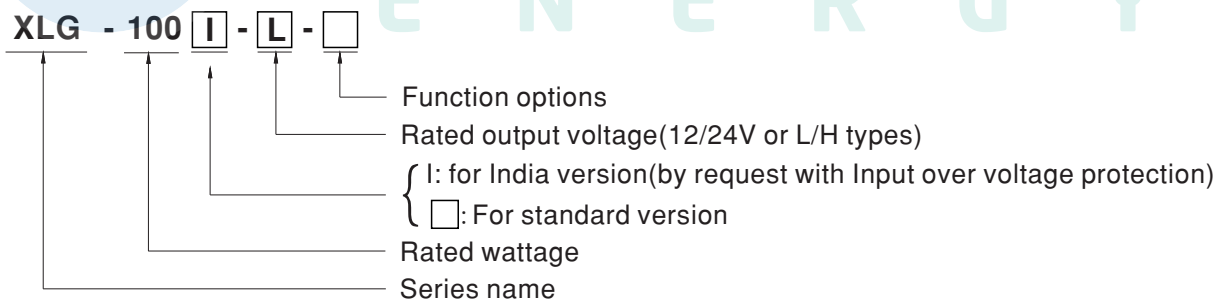 ENERGY
XLG - 100 I - L - □
Function options
Rated output voltage(12/24V or L/H types)
I: for India version(by request with Input over voltage protection)
□: For standard version
Rated wattage
Series name